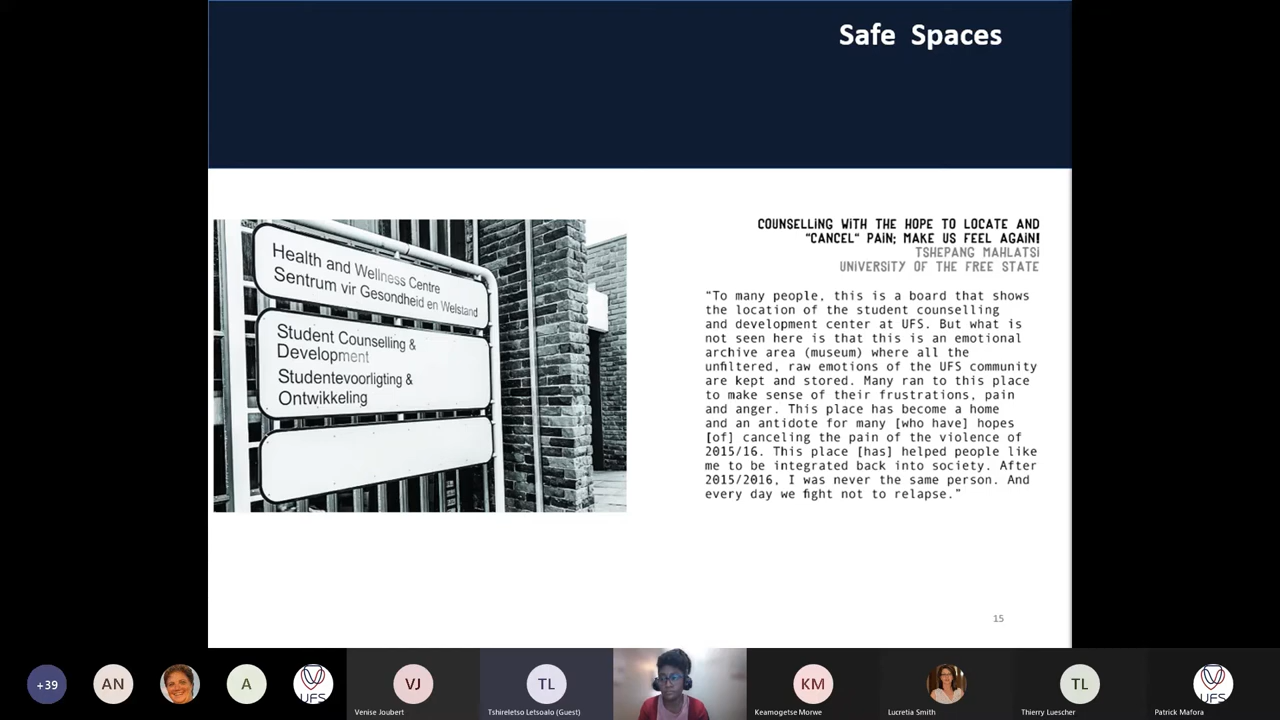 Safe Spaces
Health and Wellness Centre
Sentrum vir Gesondheid en Welstand
Student Counselling &
Development
Studentevoorligting &
Ontwikkeling
COUNSELLING WITH THE HOPE TO LOCATE AND
"CANCEL" PAIN; MAKE US FEEL AGAIN!
TSHEPANG MAHLATSI
UNIVERSITY OF THE FREE STATE
"To many people, this is a board that shows
the location of the student counselling
and development center at UFS. But what is
not seen here is that this is an emotional
archive area (museum) where all the
unfiltered, raw emotions of the UFS community
are kept and stored. Many ran to this place
to make sense of their frustrations, pain
and anger. This place has become a home
and an antidote for many [who have] hopes
[of] canceling the pain of the violence of
2015/16. This place [has] helped people like
me to be integrated back into society. After
2015/2016, I was never the same person. And
every day we fight not to relapse."
15
+39
AN
A
UFS
VJ
Venise Joubert
TL
Tshireletso Letsoalo (Guest)
KM
Keamogetse Morwe
Lucretia Smith
TL
Thierry Luescher
UFS
Patrick Mafora